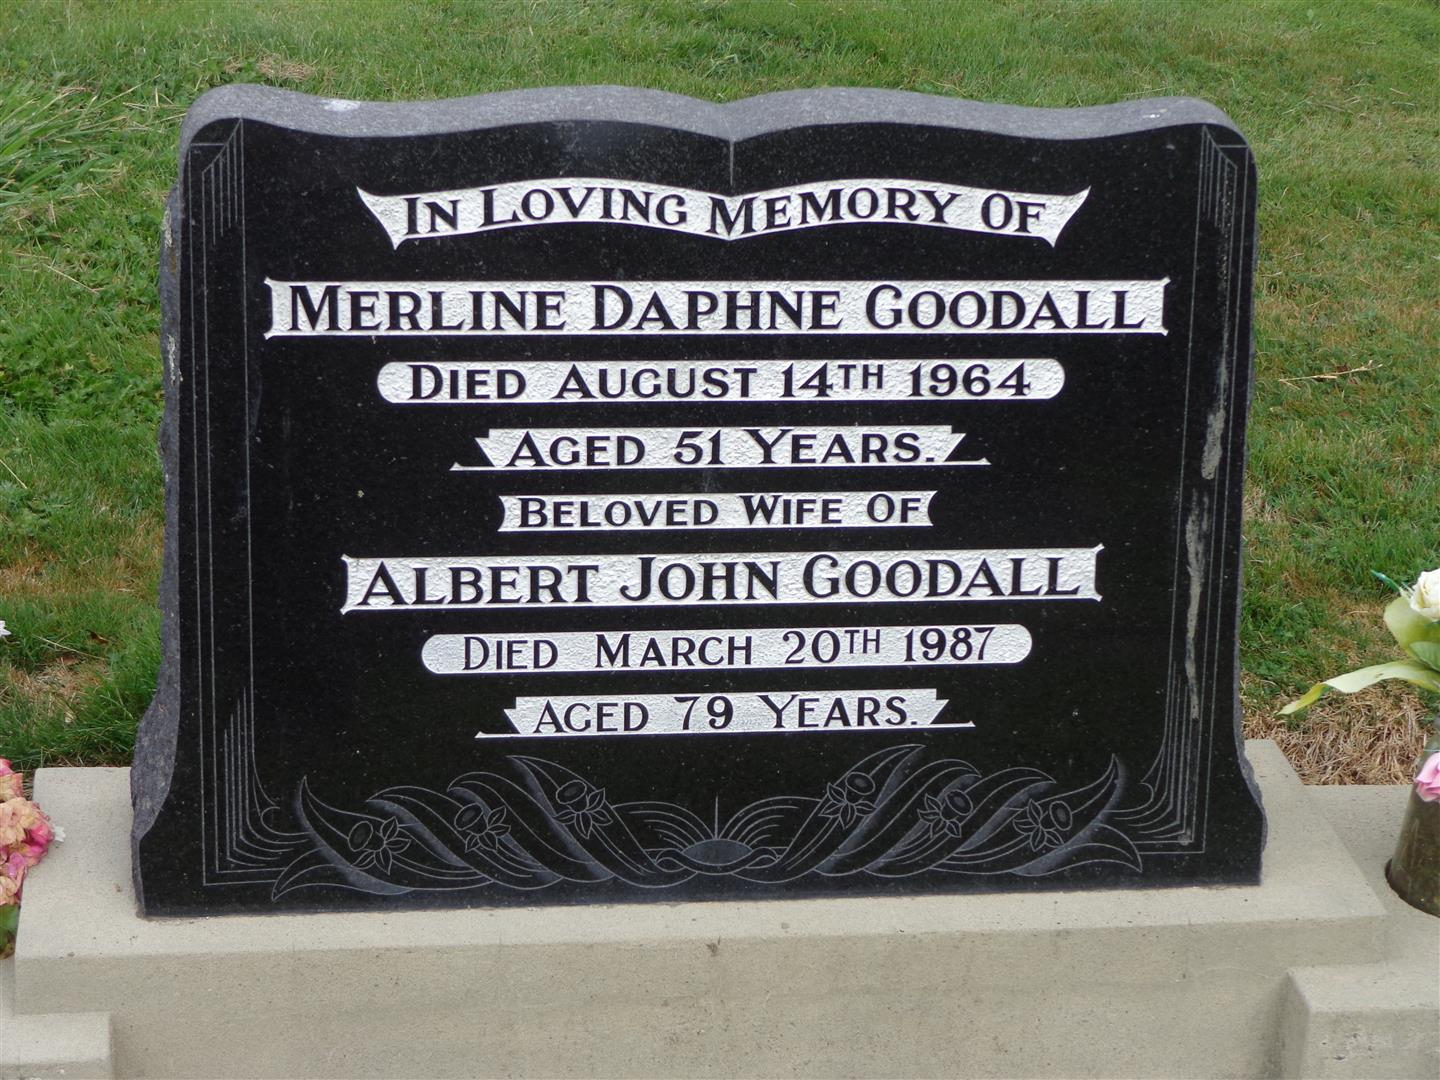 IN LOVING MEMORY OF
MERLINE DAPHNE GOODALL
DIED AUGUST 14TH 1964
AGED 51 YEARS.
BELOVED WIFE OF
ALBERT JOHN GOODALL
DIED MARCH 20TH 1987
AGED 79 YEARS.